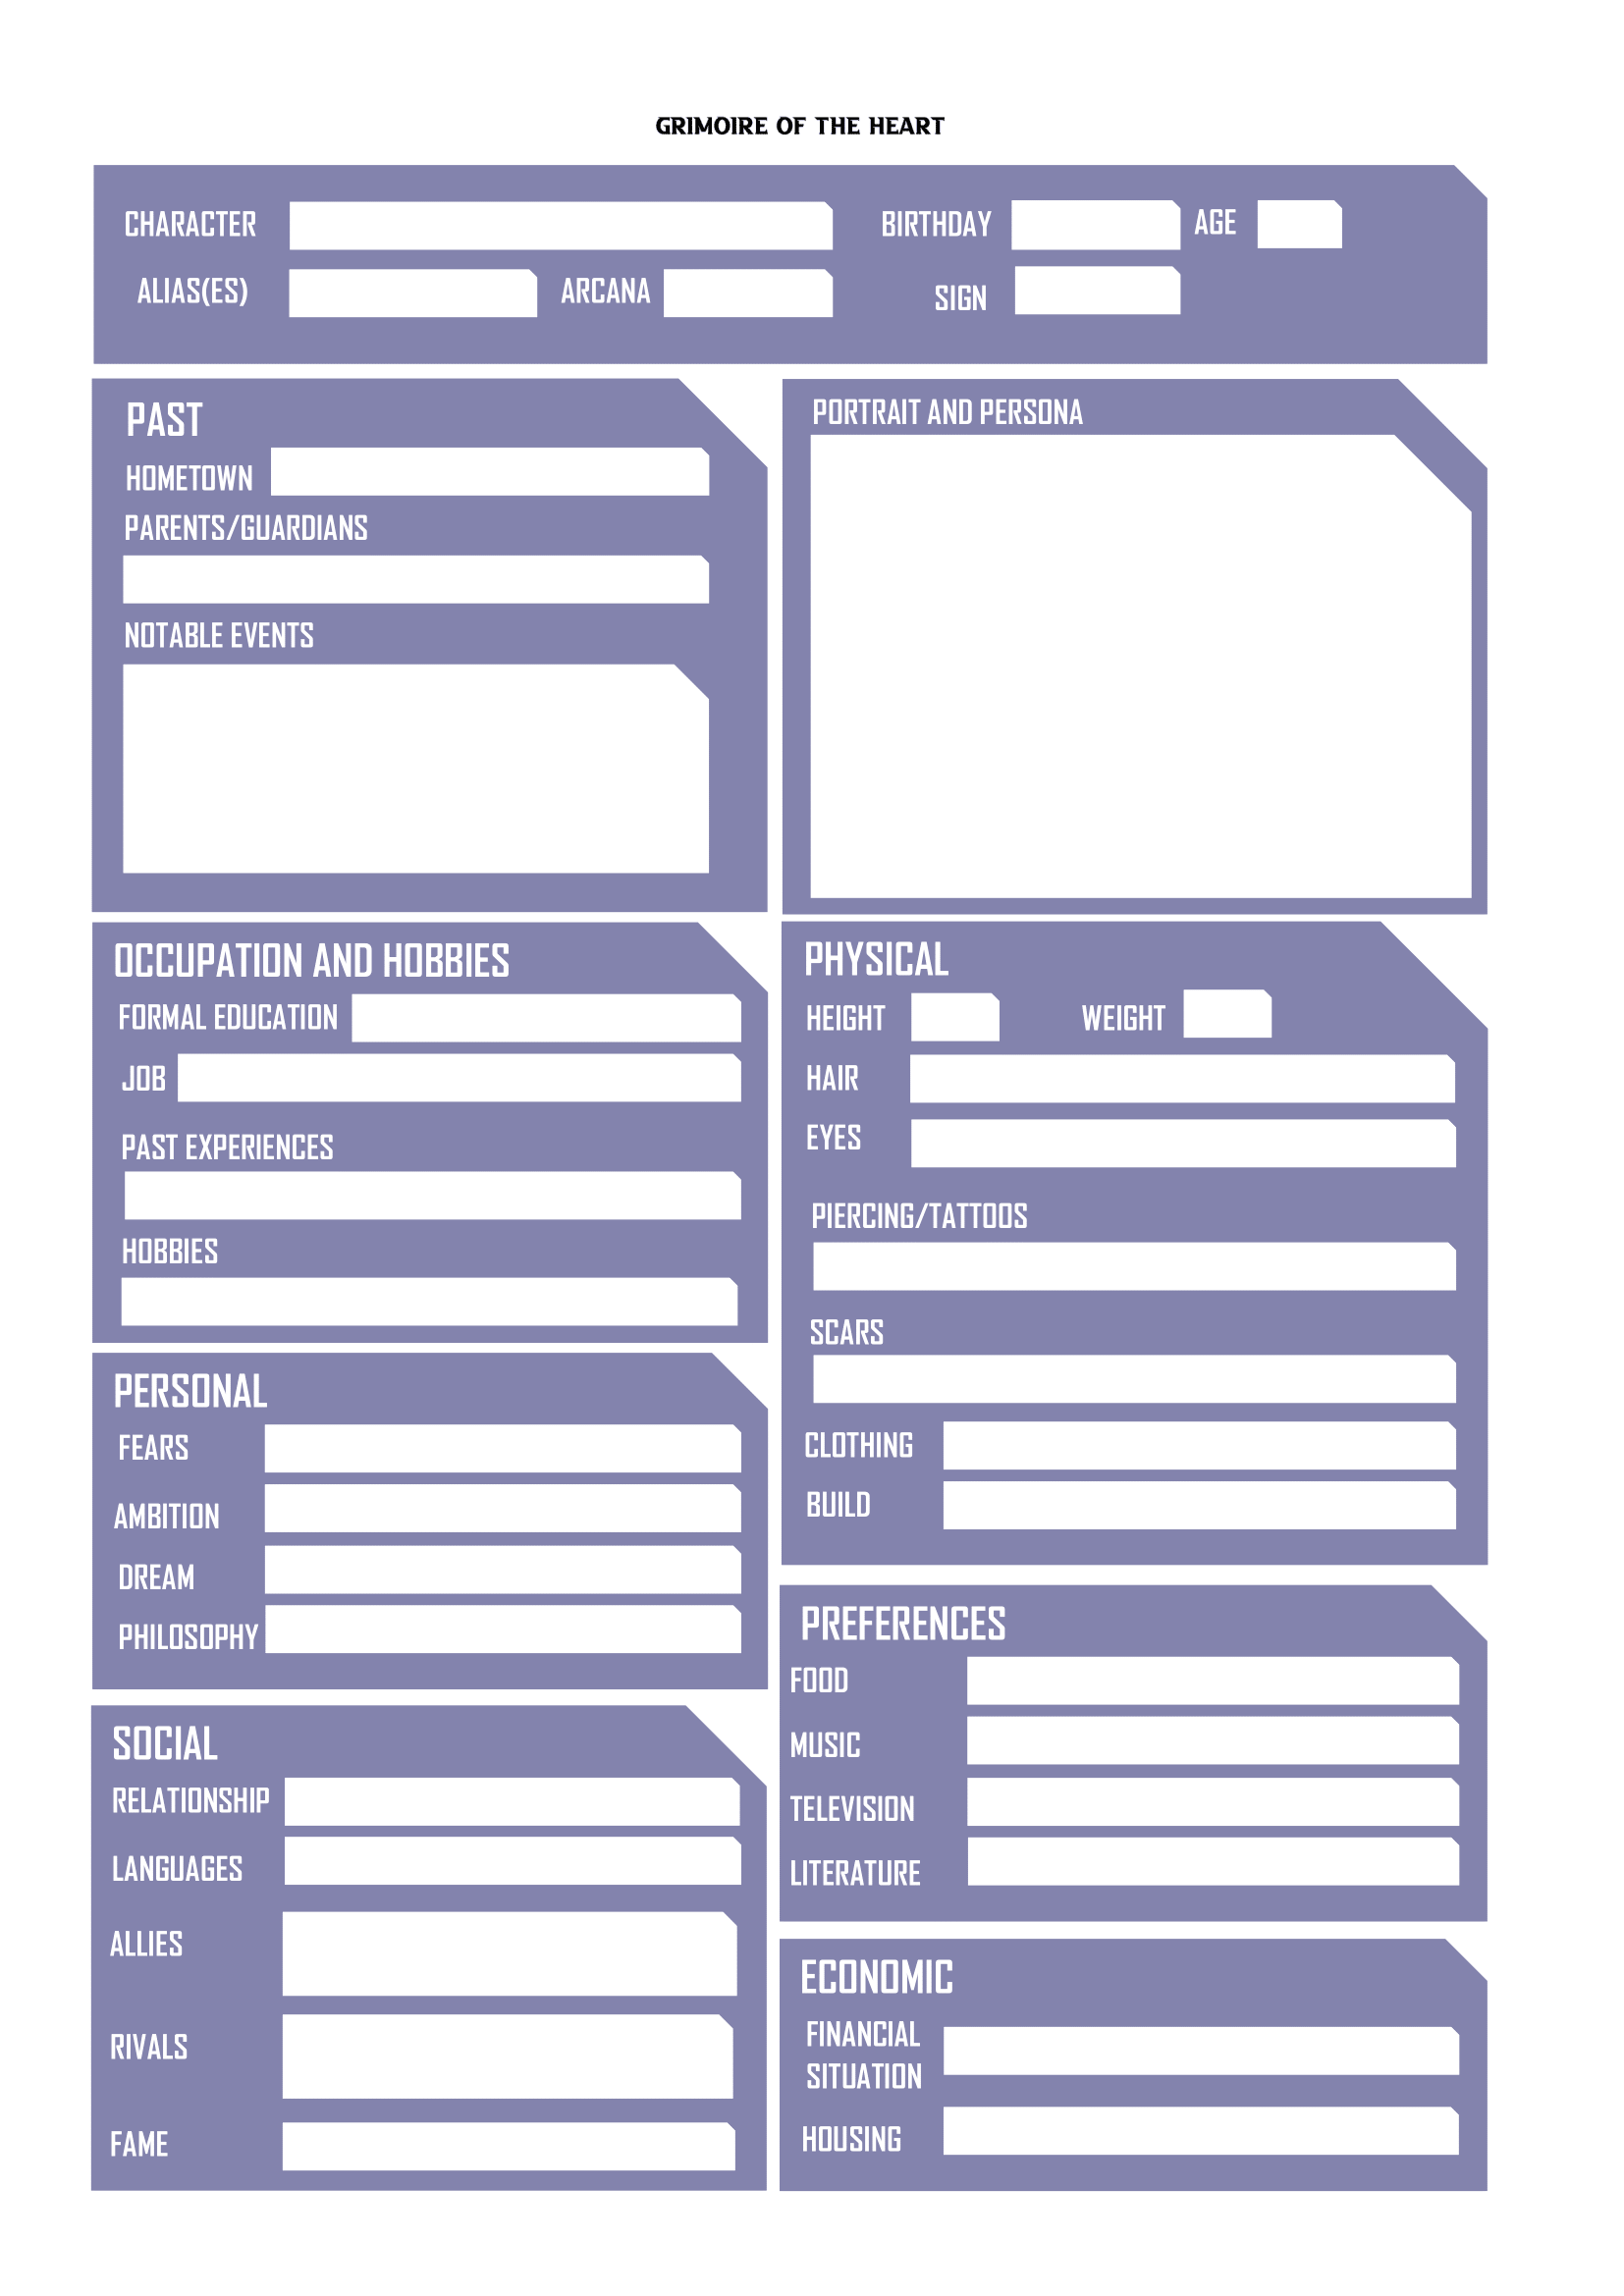 GRIMOIRE OF THE HEART
CHARACTER
BIRTHDAY
AGE
ALIAS(ES)
ARCANA
SIGN
PAST
HOMETOWN
PARENTS/GUARDIANS
NOTABLE EVENTS
PORTRAIT AND PERSONA
OCCUPATION AND HOBBIES
FORMAL EDUCATION
JOB
PAST EXPERIENCES
HOBBIES
PHYSICAL
HEIGHT
WEIGHT
HAIR
EYES
PIERCING/TATTOOS
SCARS
CLOTHING
BUILD
PERSONAL
FEARS
AMBITION
DREAM
PHILOSOPHY
PREFERENCES
FOOD
MUSIC
TELEVISION
LITERATURE
SOCIAL
RELATIONSHIP
LANGUAGES
ALLIES
RIVALS
FAME
ECONOMIC
FINANCIAL
SITUATION
HOUSING